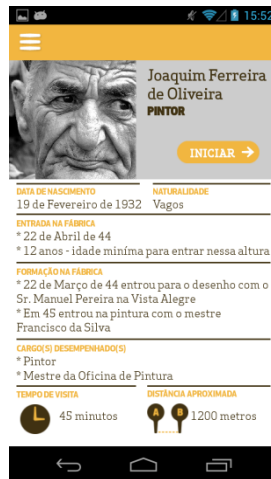 15:52
Joaquim Ferreira
de Oliveira
PINTOR
INICIAR →
DATA DE NASCIMENTO
19 de Fevereiro de 1932
NATURALIDADE
Vagos
ENTRADA NA FÁBRICA
* 22 de Abril de 44
* 12 anos - idade miníma para entrar nessa altura
FORMAÇÃO NA FÁBRICA
* 22 de Março de 44 entrou para o desenho com o
Sr. Manuel Pereira na Vista Alegre
* Em 45 entrou na pintura com o mestre
Francisco da Silva
CARGO(S) DESEMPENHADO(S)
* Pintor
* Mestre da Oficina de Pintura
TEMPO DE VISITA
45 minutos
DISTÂNCIA APROXIMADA
A B
1200 metros